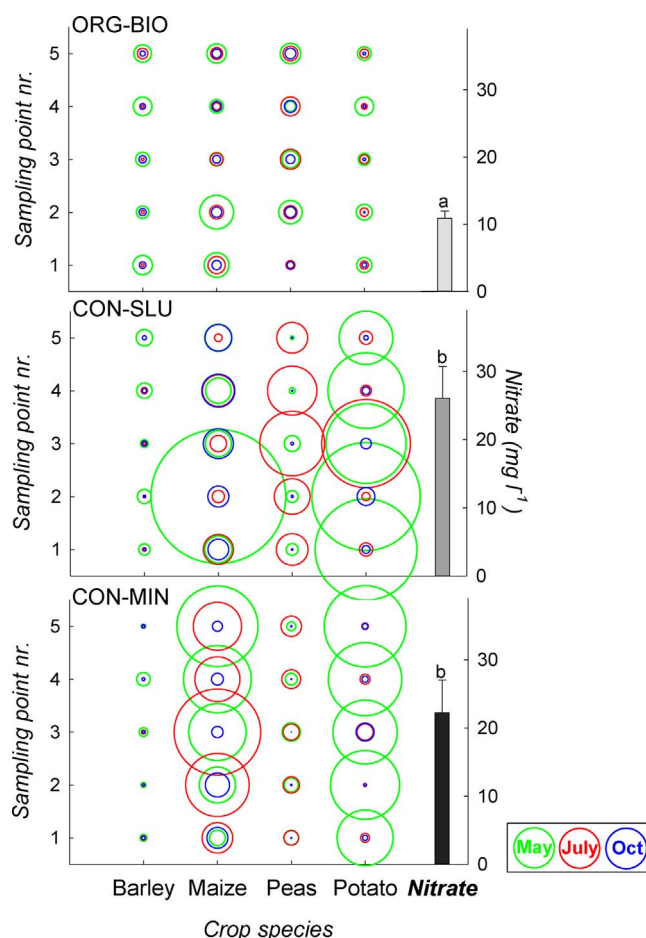 ORG-BIO
Sampling point nr.
5
4
3
2
1
a
30
20
10
0
CON-SLU
Sampling point nr.
5
4
3
2
1
b
30
20
10
0
Nitrate (mg l⁻¹)
CON-MIN
Sampling point nr.
5
4
3
2
1
b
30
20
10
0
Barley Maize Peas Potato Nitrate
Crop species
May July Oct